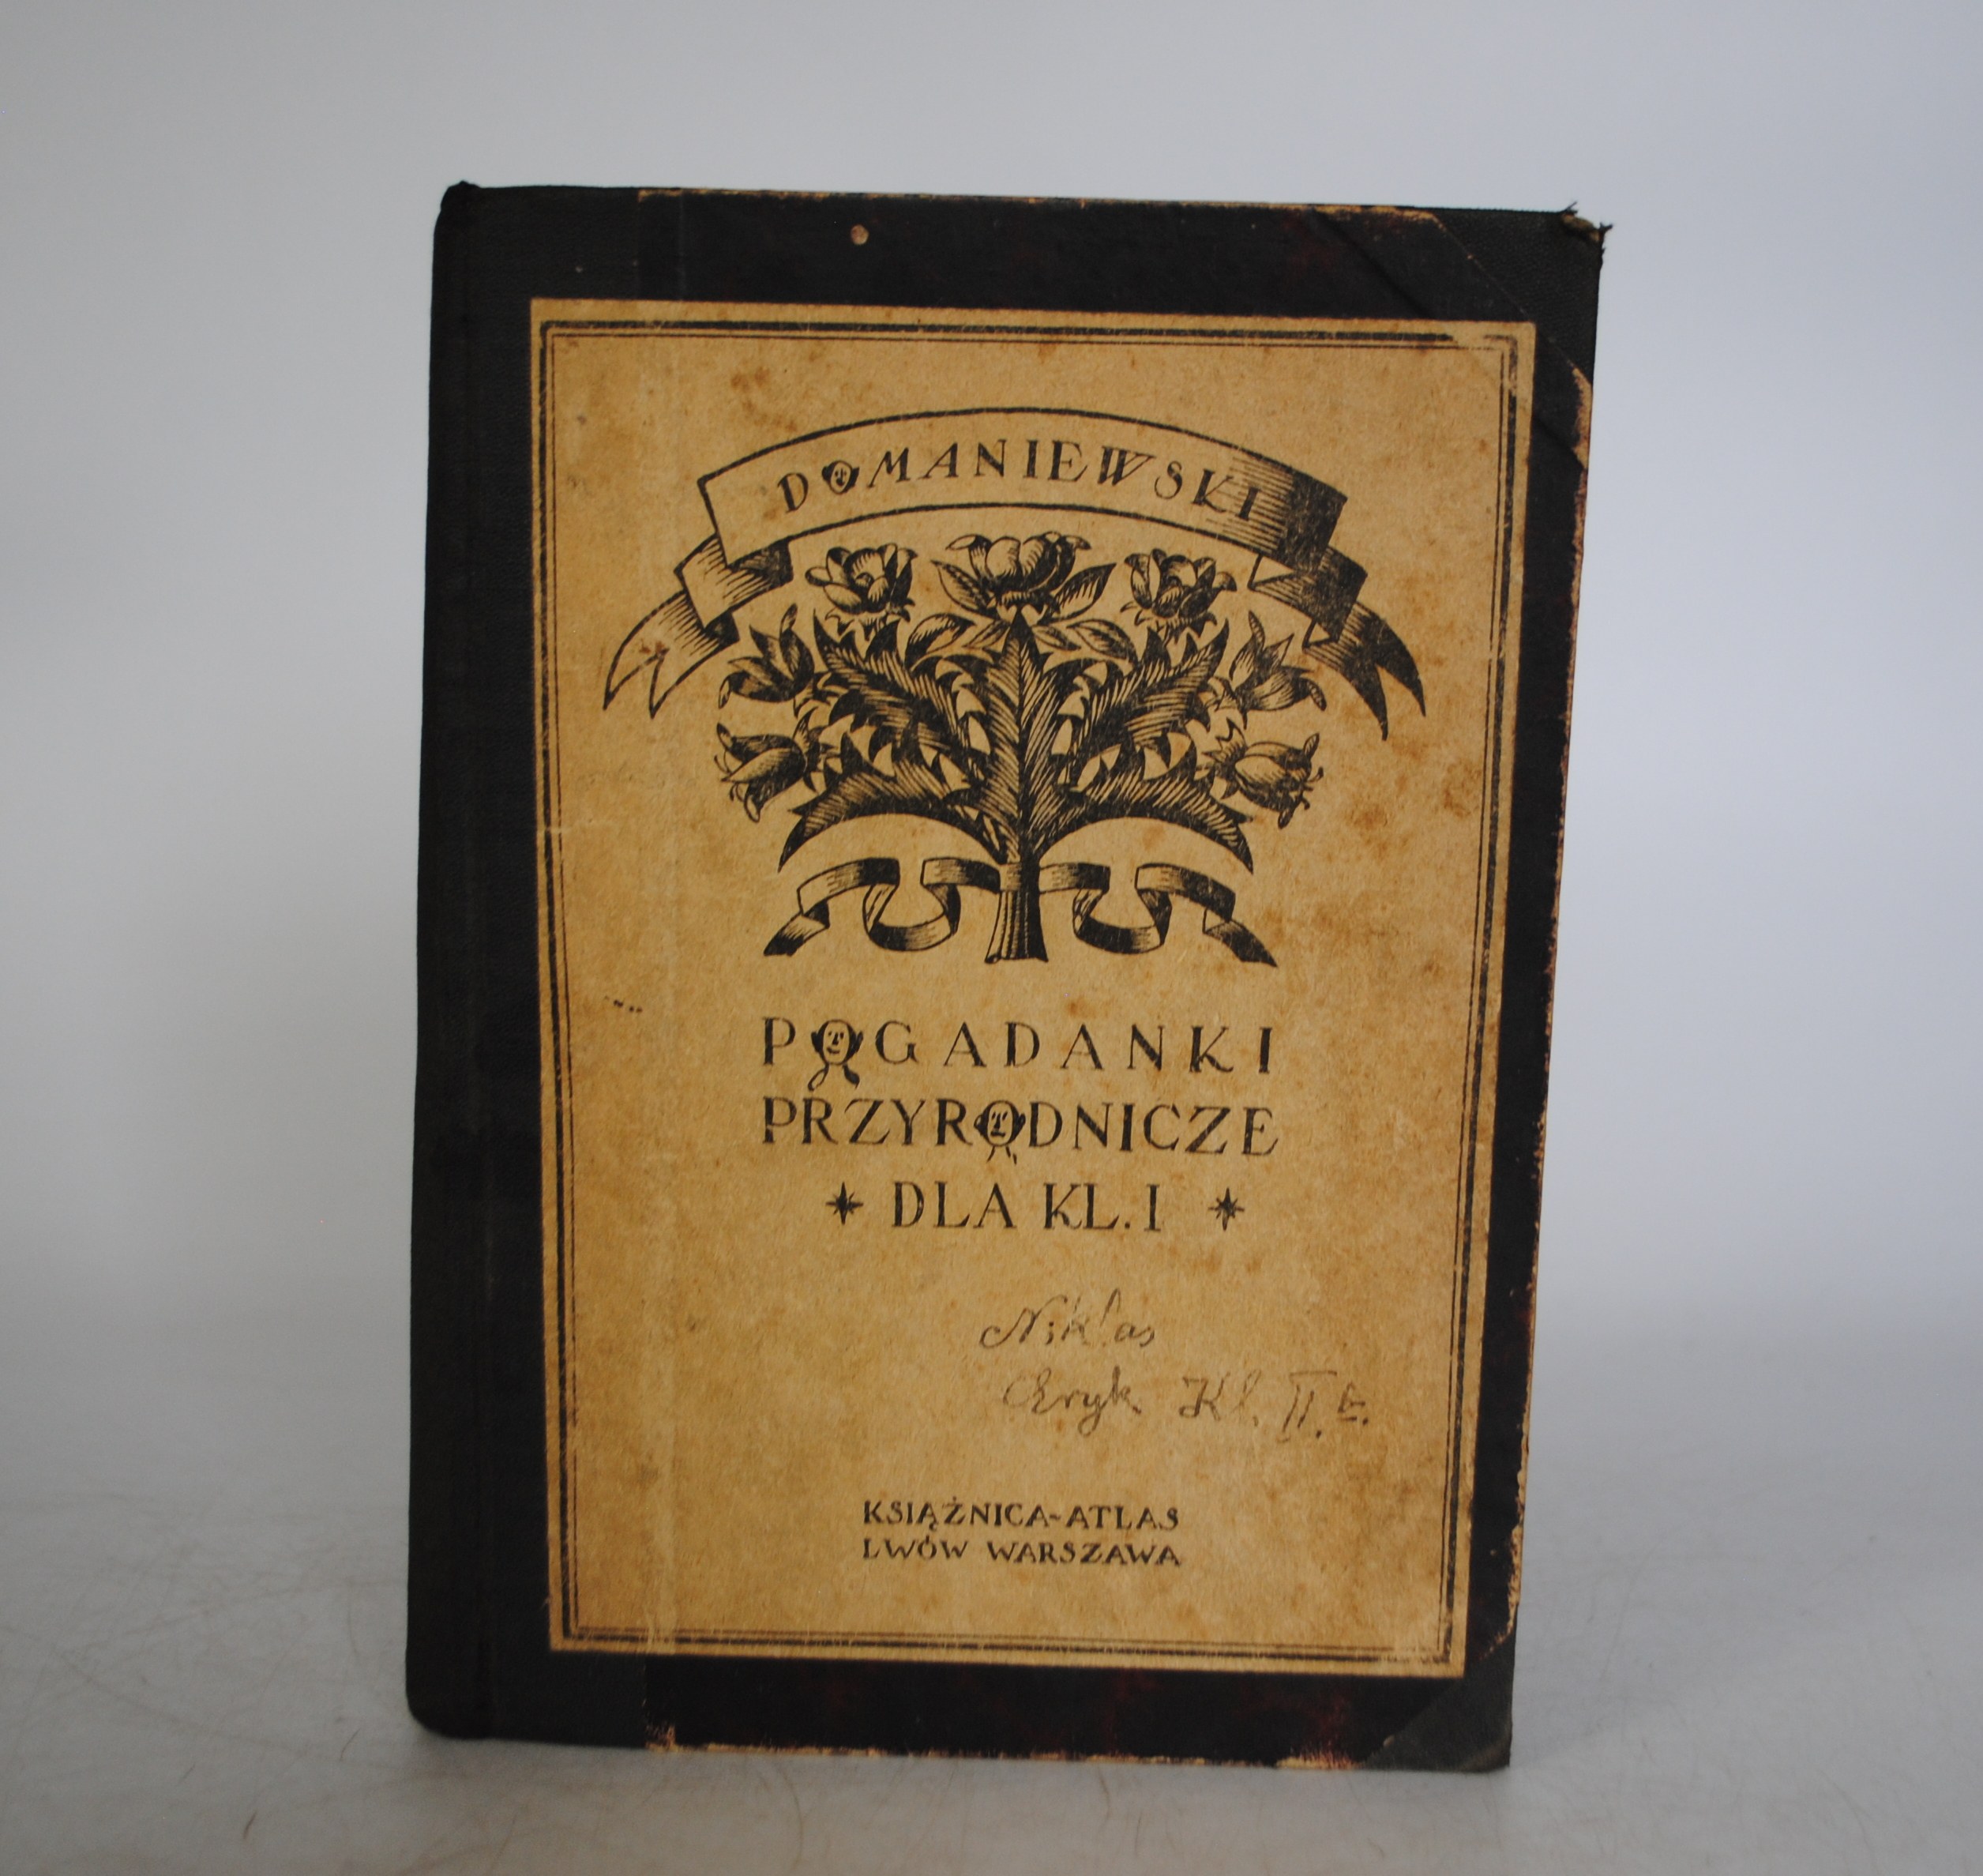 DOMANIEWSKI
POGADANKI
PRZYRODNICZE
DLA KL. I
Niklas
Eryk Kl. II b.
KSIĄŻNICA-ATLAS
LWÓW WARSZAWA